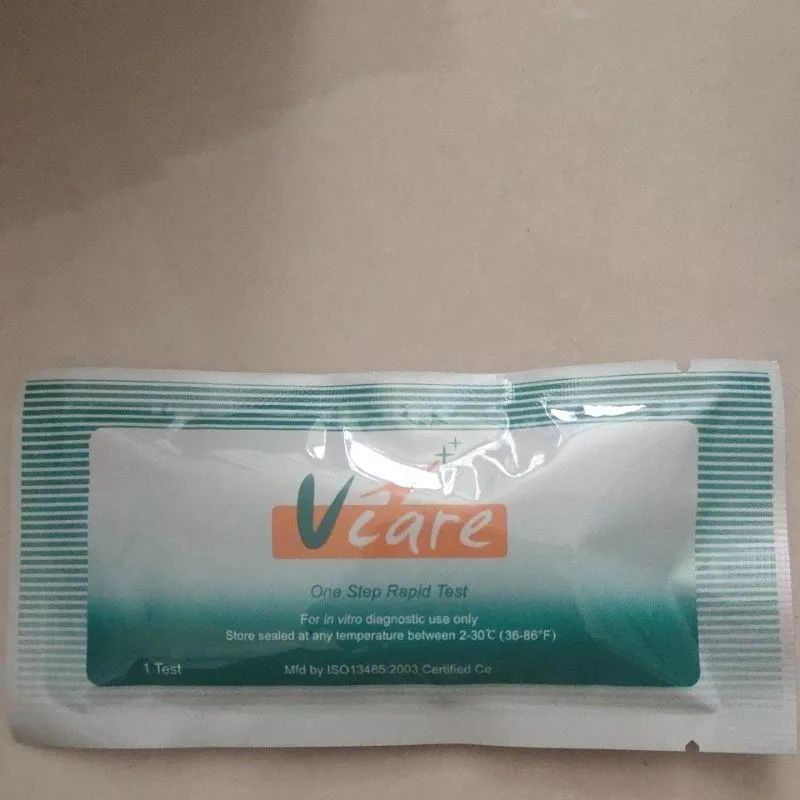 Vcare
One Step Rapid Test
For in vitro diagnostic use only
Store sealed at any temperature between 2-30℃ (36-86°F)
1 Test
Mfd by ISO13485:2003 Certified Co